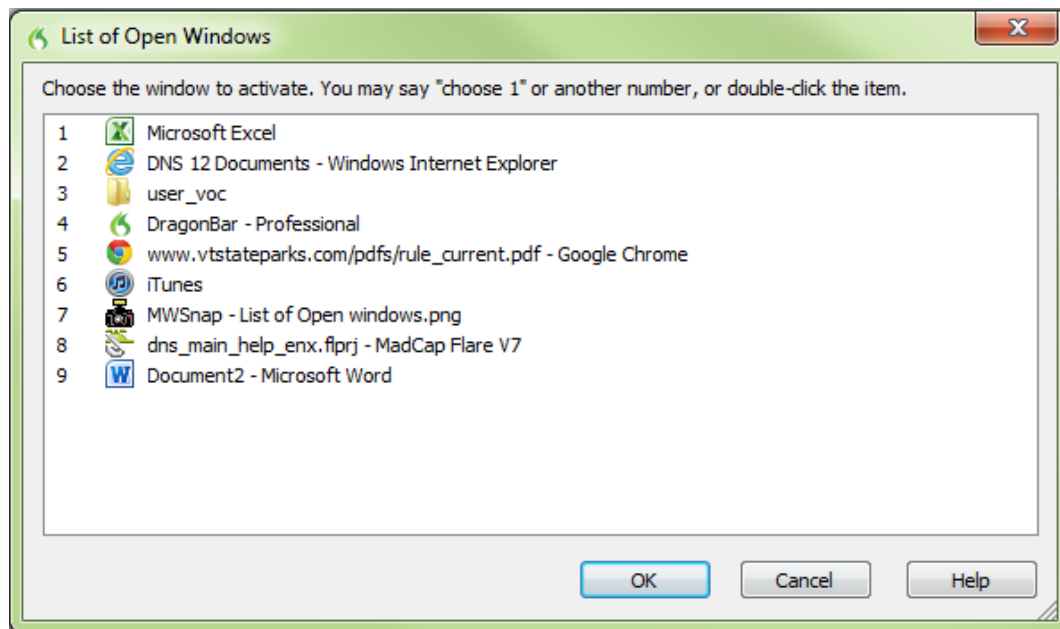 List of Open Windows
Choose the window to activate. You may say "choose 1" or another number, or double-click the item.
1 Microsoft Excel
2 DNS 12 Documents - Windows Internet Explorer
3 user_voc
4 DragonBar - Professional
5 www.vtstateparks.com/pdfs/rule_current.pdf - Google Chrome
6 iTunes
7 MWSnap - List of Open windows.png
8 dns_main_help_enx.flprj - MadCap Flare V7
9 Document2 - Microsoft Word
OK Cancel Help